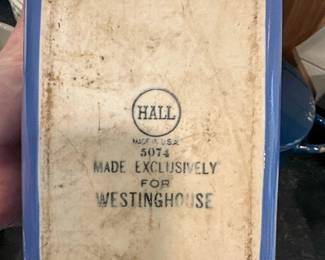 HALL
MADE IN U.S.A.
5074
MADE EXCLUSIVELY
FOR
WESTINGHOUSE